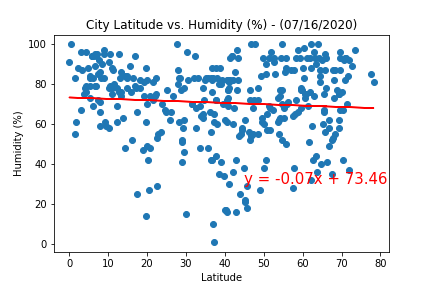 City Latitude vs. Humidity (%) - (07/16/2020)
100
80
60
40
20
0
Humidity (%)
y = -0.07x + 73.46
0 10 20 30 40 50 60 70 80
Latitude